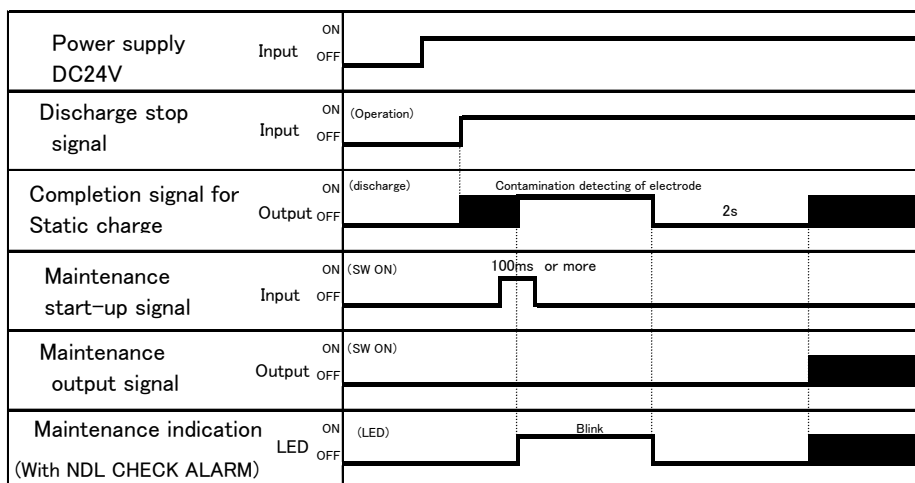 Power supply
DC24V
Input
ON
OFF
Discharge stop
signal
Input
ON
OFF
(Operation)
Completion signal for
Static charge
Output
ON
OFF
(discharge)
Contamination detecting of electrode
2s
Maintenance
start-up signal
Input
ON
OFF
(SW ON)
100ms or more
Maintenance
output signal
Output
ON
OFF
(SW ON)
Maintenance indication
(With NDL CHECK ALARM)
LED
ON
OFF
(LED)
Blink